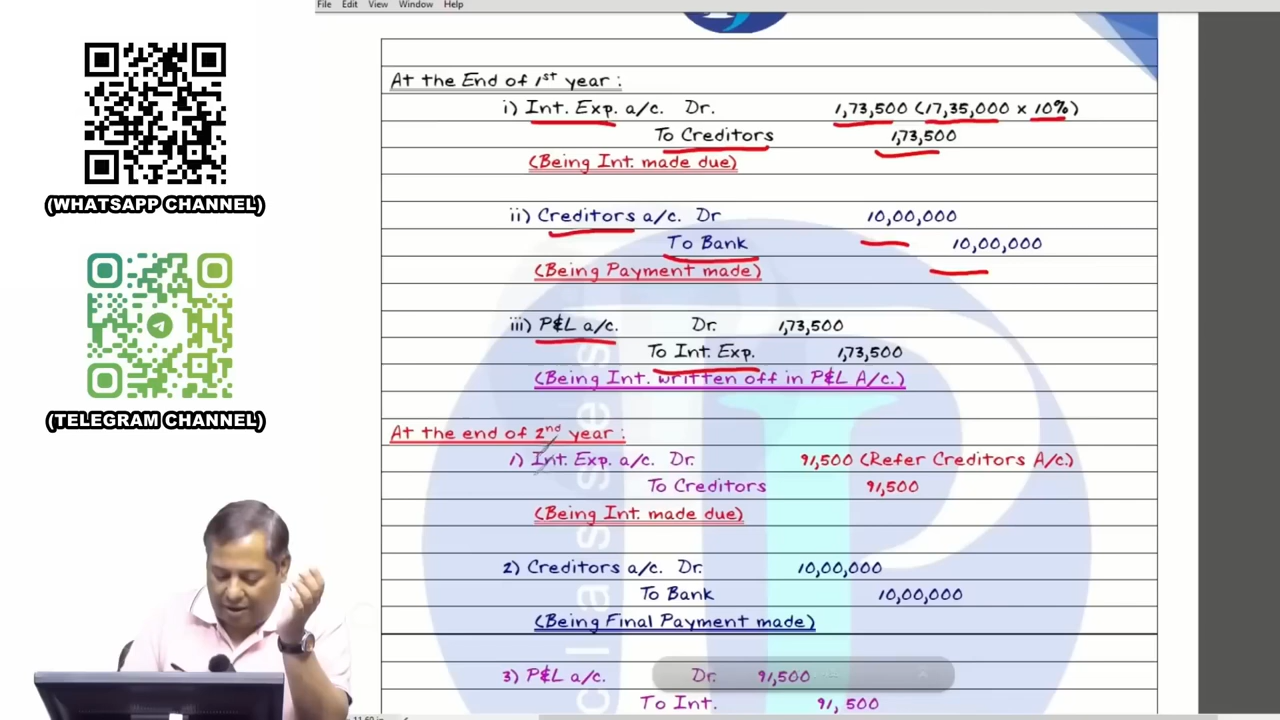 File Edit View Window Help
At the End of 1st year :
i) Int. Exp. a/c. Dr. 1,73,500 (17,35,000 x 10%)
To Creditors 1,73,500
(Being Int. made due)
ii) Creditors a/c. Dr 10,00,000
To Bank 10,00,000
(Being Payment made)
iii) P&L a/c. Dr. 1,73,500
To Int. Exp. 1,73,500
(Being Int. written off in P&L A/c.)
At the end of 2nd year :
1) Int. Exp. a/c. Dr. 91,500 (Refer Creditors A/c.)
To Creditors 91,500
(Being Int. made due)
2) Creditors a/c. Dr. 10,00,000
To Bank 10,00,000
(Being Final Payment made)
3) P&L a/c. Dr. 91,500
To Int. 91,500
(WHATSAPP CHANNEL)
(TELEGRAM CHANNEL)
classes